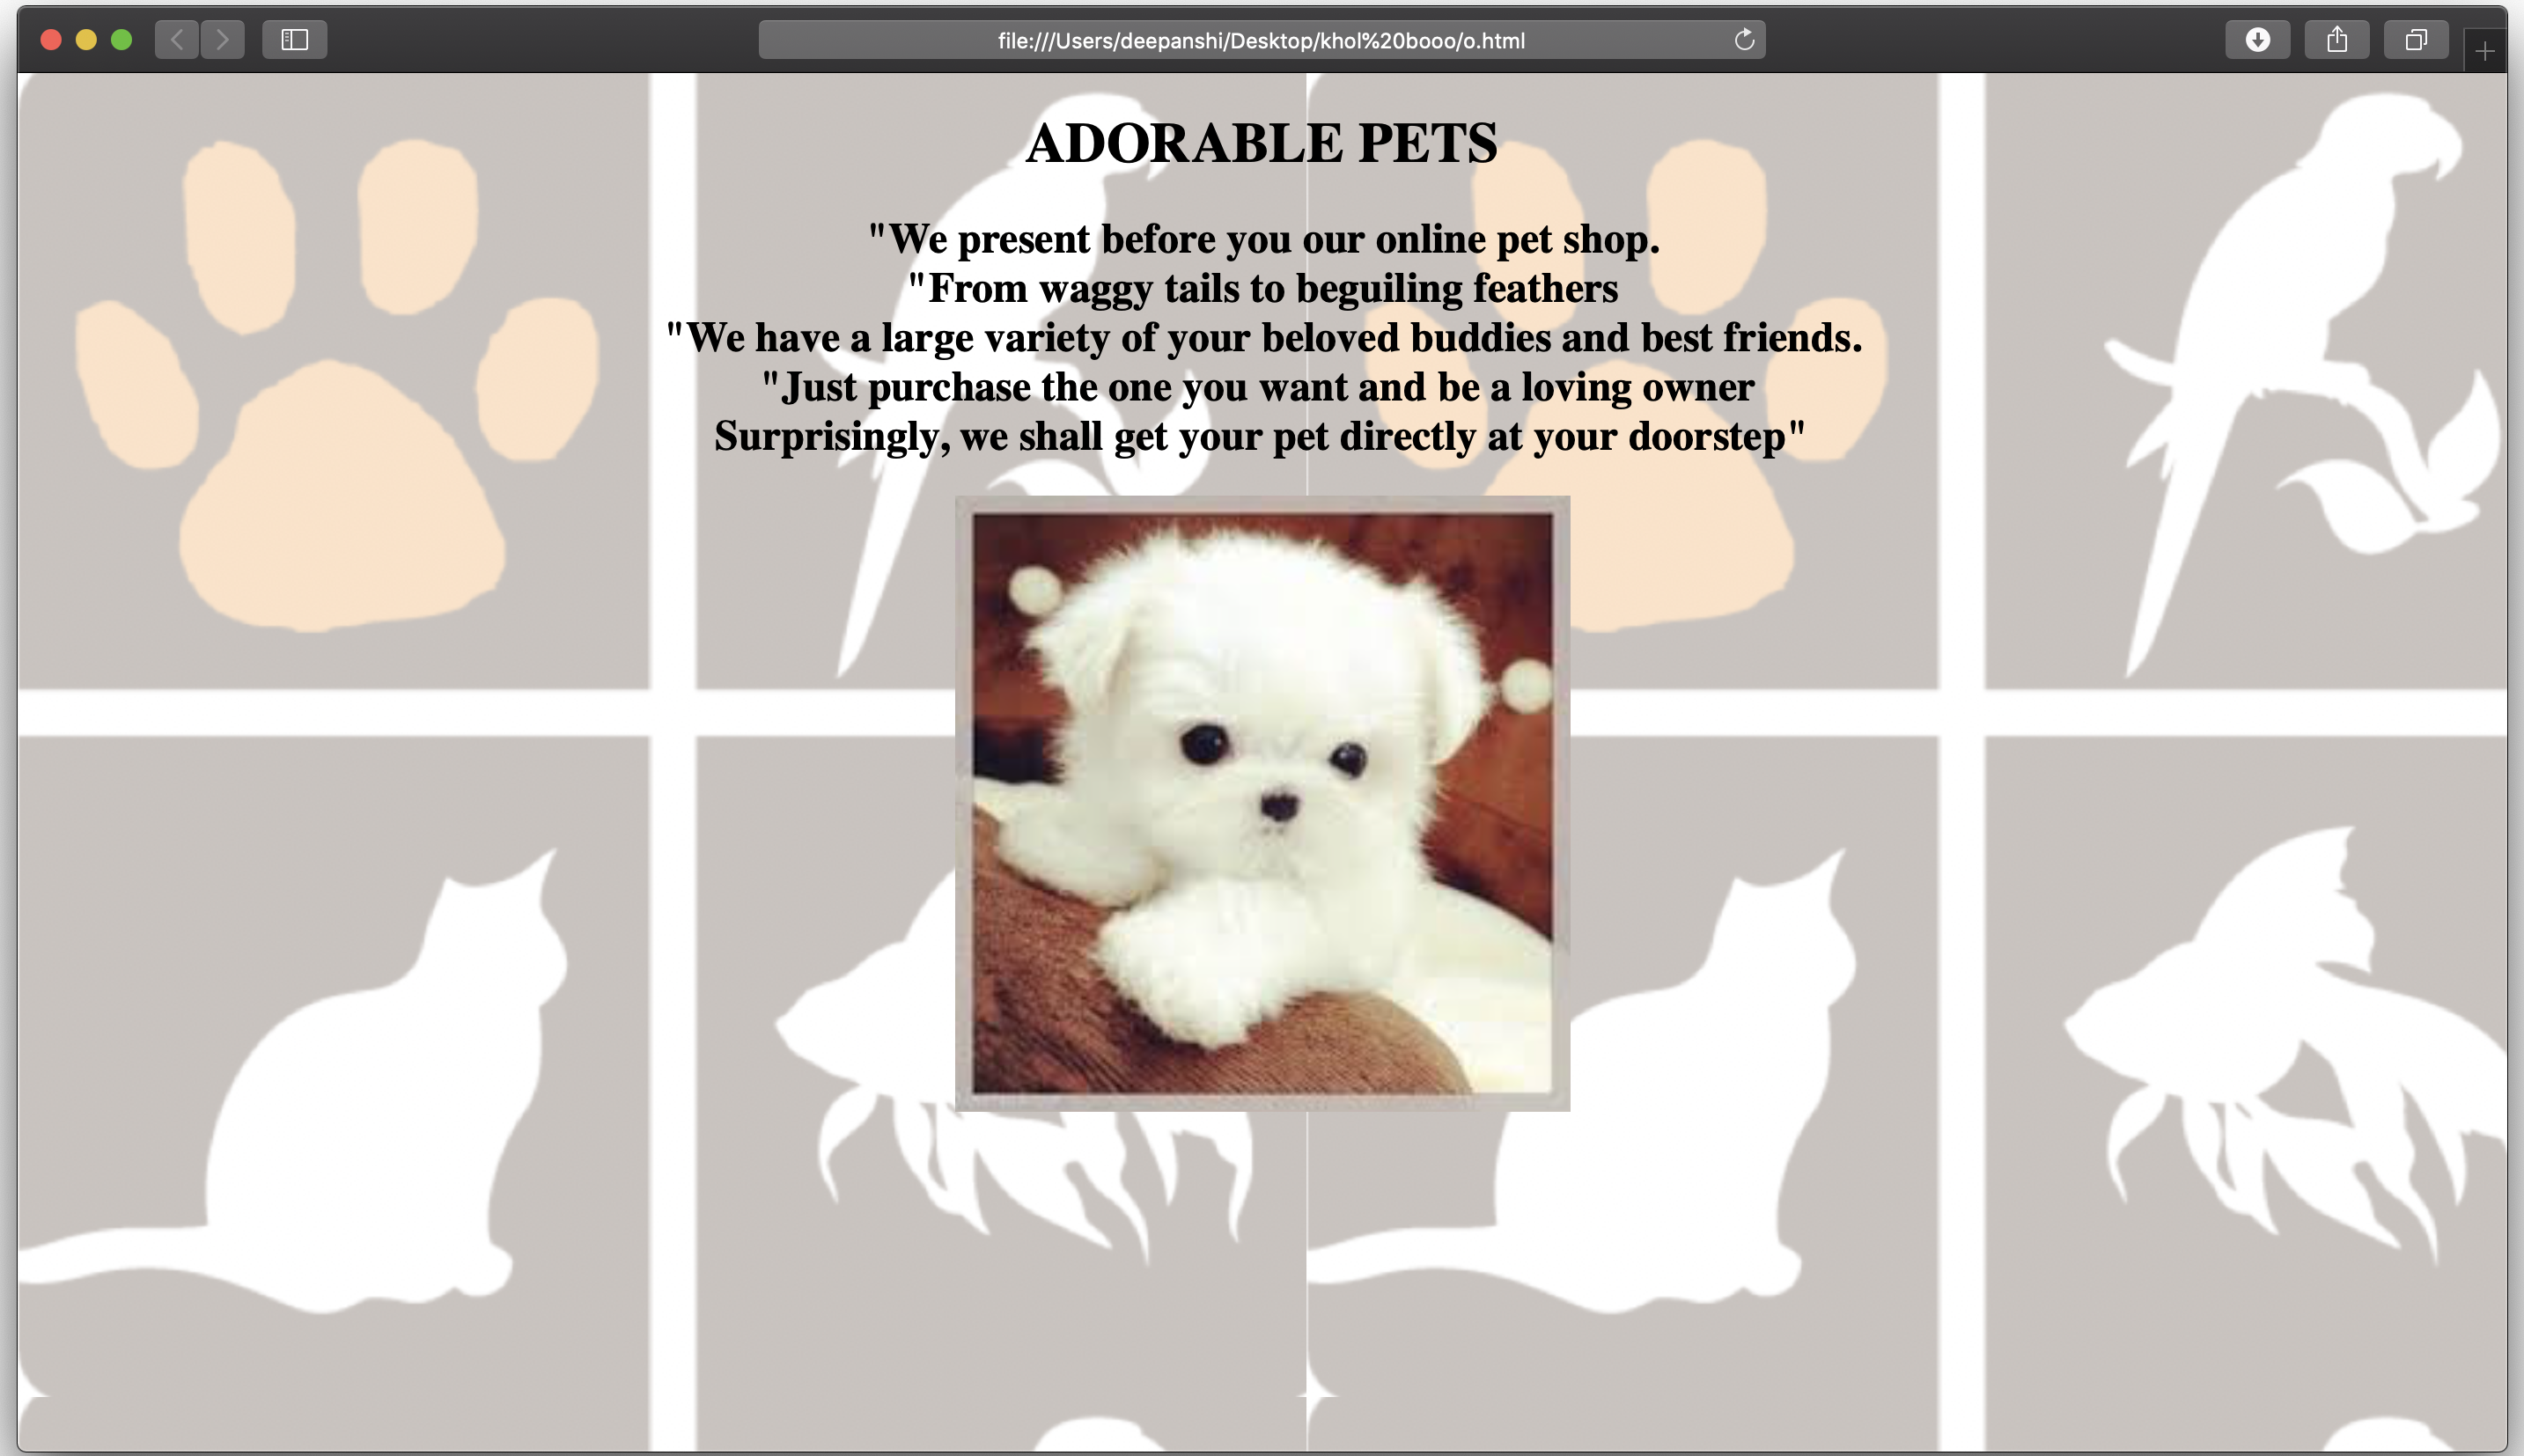 file:///Users/deepanshi/Desktop/khol%20booo/o.html
ADORABLE PETS
"We present before you our online pet shop.
"From waggy tails to beguiling feathers
"We have a large variety of your beloved buddies and best friends.
"Just purchase the one you want and be a loving owner
Surprisingly, we shall get your pet directly at your doorstep"